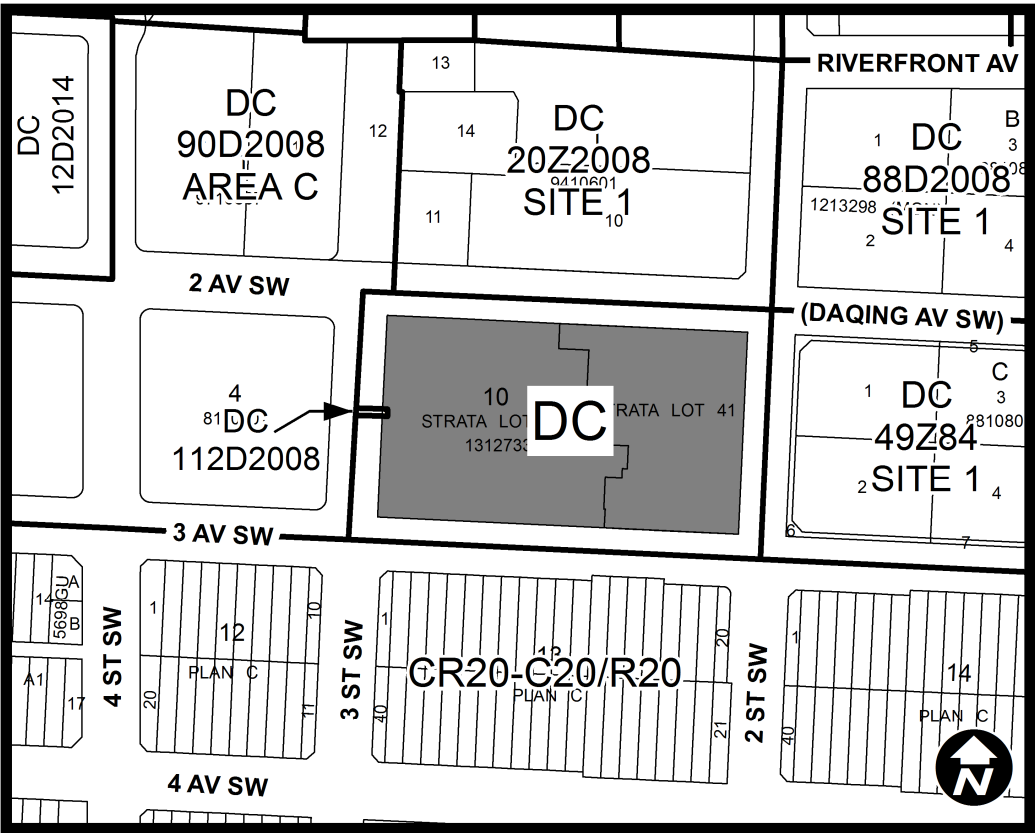 RIVERFRONT AV
13
DC
12D2014
DC
90D2008
AREA C
12
14
DC
20Z2008
9410601
SITE 1
10
11
B
1
DC
3
88D2008
1213298
SITE 1
2
4
2 AV SW
(DAQING AV SW)
5
C
4
DC
112D2008
10
STRATA LOT
1312733
DC
STRATA LOT 41
1
DC
3
881080
49Z84
2
SITE 1
4
6
7
3 AV SW
14
A
5698GU
B
A1
17
4 ST SW
1
10
12
PLAN C
20
11
3 ST SW
1
20
13
CR20-C20/R20
PLAN C
40
21
2 ST SW
1
14
PLAN C
40
N
4 AV SW